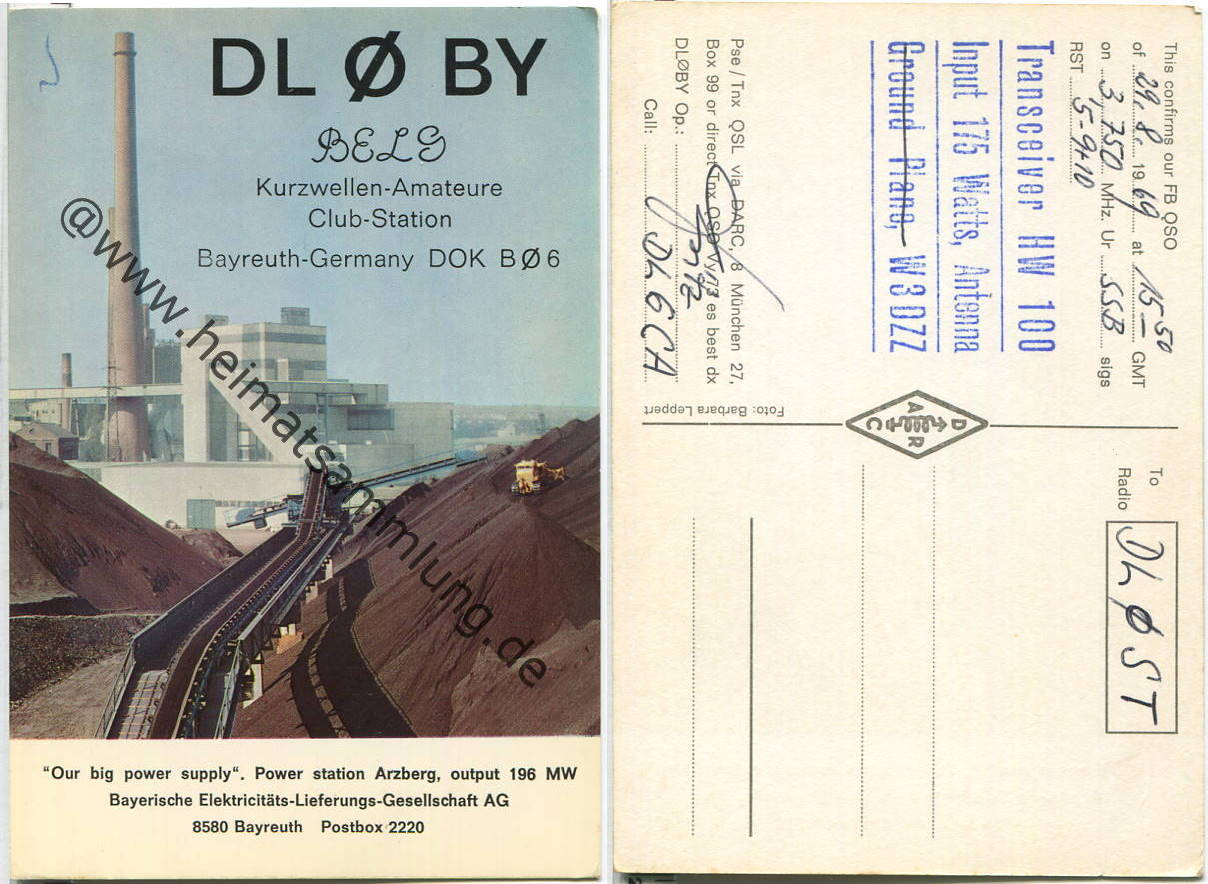 DL Ø BY
BELG
Kurzwellen-Amateure
Club-Station
Bayreuth-Germany DOK BØ6
@www.heimatsammlung.de
“Our big power supply“. Power station Arzberg, output 196 MW
Bayerische Elektricitäts-Lieferungs-Gesellschaft AG
8580 Bayreuth Postbox 2220
This confirms our FB QSO
of 29.8. 1969 at 15-50 GMT
on 3,750 MHz. Ur SSB sigs
RST 5-9+10
Transceiver HW 100
Input 175 Watts, Antenna
Ground Plane, W3DZZ
Pse / Tnx QSL via DARC, 8 München 27,
Box 99 or direct Tnx QSO Vy 73 es best dx
DLØBY Op.:
Call: DL6CA
Foto: Barbara Leppert
DARC
To
Radio DLØST